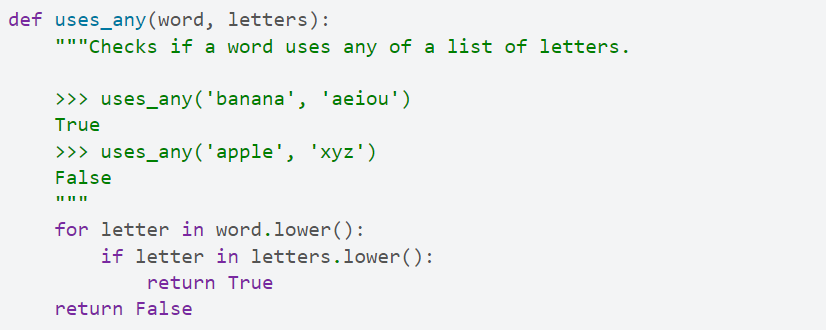 def uses_any(word, letters):
    """Checks if a word uses any of a list of letters.

    >>> uses_any('banana', 'aeiou')
    True
    >>> uses_any('apple', 'xyz')
    False
    """
    for letter in word.lower():
        if letter in letters.lower():
            return True
    return False